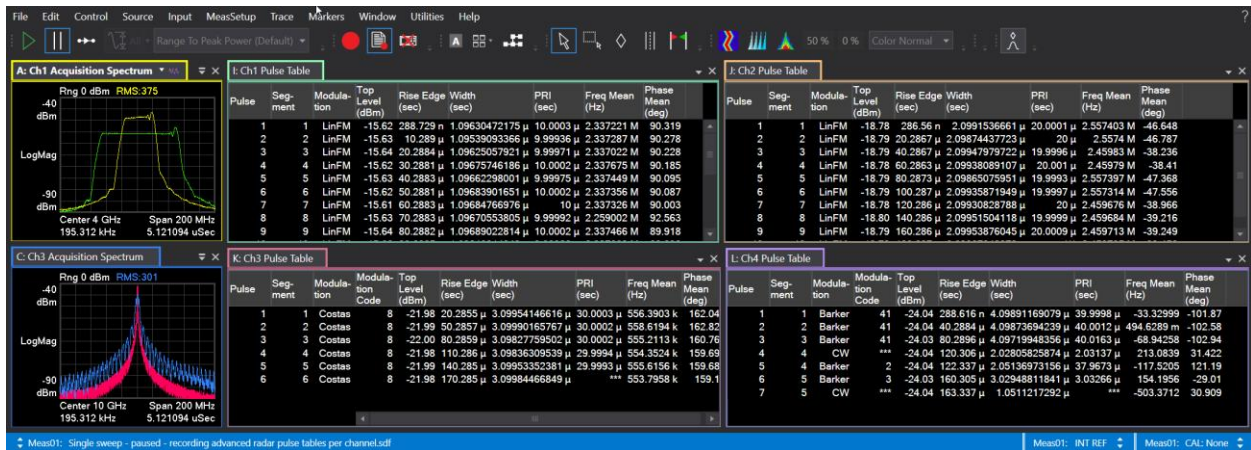 File Edit Control Source Input MeasSetup Trace Markers Window Utilities Help ?
Range To Peak Power (Default) A 50 % 0 % Color Normal
A: Ch1 Acquisition Spectrum
Rng 0 dBm RMS:375
-40
dBm
LogMag
-90
dBm
Center 4 GHz Span 200 MHz
195.312 kHz 5.121094 uSec
I: Ch1 Pulse Table
Pulse Seg-ment Modula-tion Top Level (dBm) Rise Edge (sec) Width (sec) PRI (sec) Freq Mean (Hz) Phase Mean (deg)
1 1 LinFM -15.62 288.729 n 1.09630472175 µ 10.0003 µ 2.337221 M 90.319
2 2 LinFM -15.63 10.289 µ 1.09539093366 µ 9.99936 µ 2.337287 M 90.278
3 3 LinFM -15.64 20.2884 µ 1.09625057921 µ 9.99971 µ 2.337022 M 90.228
4 4 LinFM -15.62 30.2881 µ 1.09675746186 µ 10.0002 µ 2.337675 M 90.185
5 5 LinFM -15.63 40.2883 µ 1.09662298001 µ 9.99975 µ 2.337449 M 90.095
6 6 LinFM -15.62 50.2881 µ 1.09683901651 µ 10.0002 µ 2.337356 M 90.087
7 7 LinFM -15.61 60.2883 µ 1.09684766976 µ 10 µ 2.337326 M 90.003
8 8 LinFM -15.63 70.2883 µ 1.09670553805 µ 9.99992 µ 2.259002 M 92.563
9 9 LinFM -15.64 80.2882 µ 1.09689022814 µ 10.0002 µ 2.337466 M 89.918
J: Ch2 Pulse Table
Pulse Seg-ment Modula-tion Top Level (dBm) Rise Edge (sec) Width (sec) PRI (sec) Freq Mean (Hz) Phase Mean (deg)
1 1 LinFM -18.78 286.56 n 2.0991536661 µ 20.0001 µ 2.557403 M -46.648
2 2 LinFM -18.79 20.2867 µ 2.09874437723 µ 20 µ 2.5574 M -46.787
3 3 LinFM -18.79 40.2867 µ 2.09947979722 µ 19.9996 µ 2.45983 M -38.236
4 4 LinFM -18.78 60.2863 µ 2.09938089107 µ 20.001 µ 2.45979 M -38.41
5 5 LinFM -18.79 80.2873 µ 2.09865075951 µ 19.9993 µ 2.557397 M -47.368
6 6 LinFM -18.79 100.287 µ 2.09935871949 µ 19.9997 µ 2.557314 M -47.556
7 7 LinFM -18.79 120.286 µ 2.09930828788 µ 20 µ 2.459676 M -38.966
8 8 LinFM -18.80 140.286 µ 2.09951504118 µ 19.9999 µ 2.459684 M -39.216
9 9 LinFM -18.79 160.286 µ 2.09953876045 µ 20.0009 µ 2.459713 M -39.249
C: Ch3 Acquisition Spectrum
Rng 0 dBm RMS:301
-40
dBm
LogMag
-90
dBm
Center 10 GHz Span 200 MHz
195.312 kHz 5.121094 uSec
K: Ch3 Pulse Table
Pulse Seg-ment Modula-tion Modula-tion Code Top Level (dBm) Rise Edge (sec) Width (sec) PRI (sec) Freq Mean (Hz) Phase Mean (deg)
1 1 Costas 8 -21.98 20.2855 µ 3.09954146616 µ 30.0003 µ 556.3903 k 162.04
2 2 Costas 8 -21.99 50.2857 µ 3.09990165767 µ 30.0002 µ 558.6194 k 162.82
3 3 Costas 8 -22.00 80.2859 µ 3.09827759502 µ 30.0002 µ 555.2113 k 160.76
4 4 Costas 8 -21.98 110.286 µ 3.09836309539 µ 29.9994 µ 554.3524 k 159.69
5 5 Costas 8 -21.99 140.285 µ 3.09953352381 µ 29.9993 µ 555.6156 k 159.68
6 6 Costas 8 -21.98 170.285 µ 3.09984466849 µ *** 553.7958 k 159.1
L: Ch4 Pulse Table
Pulse Seg-ment Modula-tion Modula-tion Code Top Level (dBm) Rise Edge (sec) Width (sec) PRI (sec) Freq Mean (Hz) Phase Mean (deg)
1 1 Barker 41 -24.04 288.616 n 4.09891169079 µ 39.9998 µ -33.32999 -101.87
2 2 Barker 41 -24.04 40.2884 µ 4.09873694239 µ 40.0012 µ 494.6289 m -102.58
3 3 Barker 41 -24.03 80.2896 µ 4.09719948356 µ 40.0163 µ -68.94258 -102.94
4 4 CW *** -24.04 120.306 µ 2.02805825874 µ 2.03137 µ 213.0839 31.422
5 4 Barker 2 -24.04 122.337 µ 2.05136973156 µ 37.9673 µ -117.5205 121.19
6 5 Barker 3 -24.03 160.305 µ 3.02948811841 µ 3.03266 µ 154.1956 -29.01
7 5 CW *** -24.04 163.337 µ 1.0511217292 µ *** -503.3712 30.909
Meas01: Single sweep - paused - recording advanced radar pulse tables per channel.sdf Meas01: INT REF Meas01: CAL: None